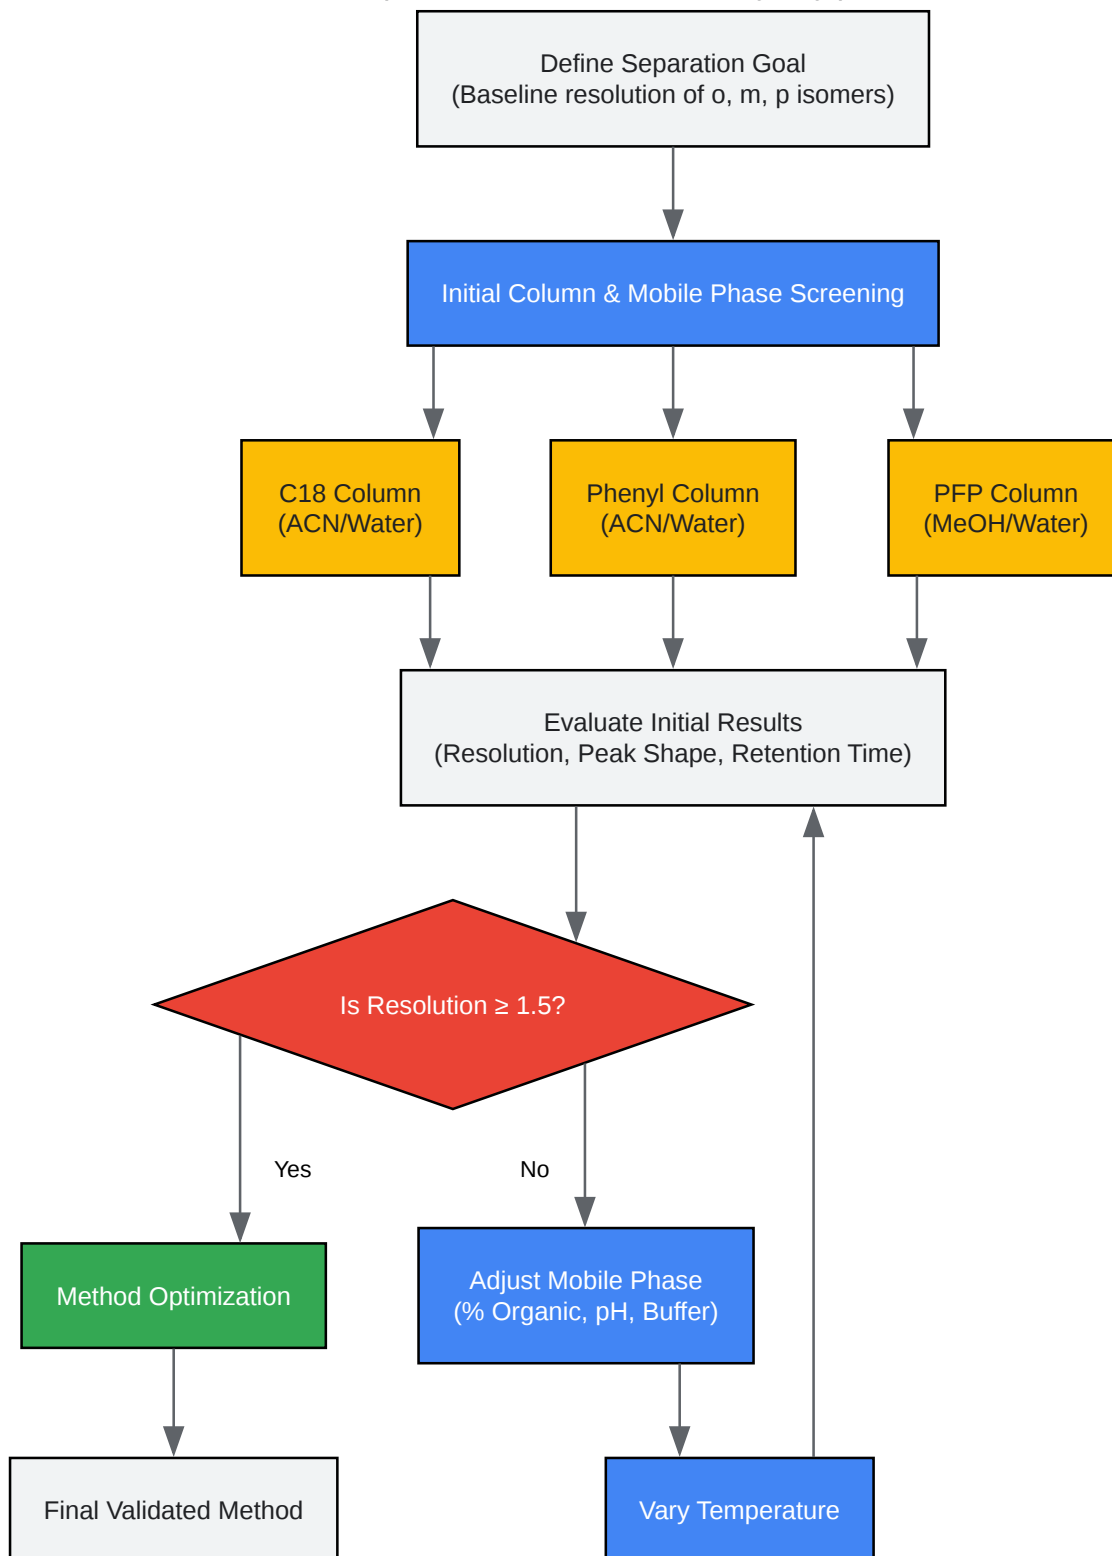 Define Separation Goal
(Baseline resolution of o, m, p isomers)
Initial Column & Mobile Phase Screening
C18 Column
(ACN/Water)
Phenyl Column
(ACN/Water)
PFP Column
(MeOH/Water)
Evaluate Initial Results
(Resolution, Peak Shape, Retention Time)
Is Resolution ≥ 1.5?
Yes
No
Method Optimization
Adjust Mobile Phase
(% Organic, pH, Buffer)
Final Validated Method
Vary Temperature